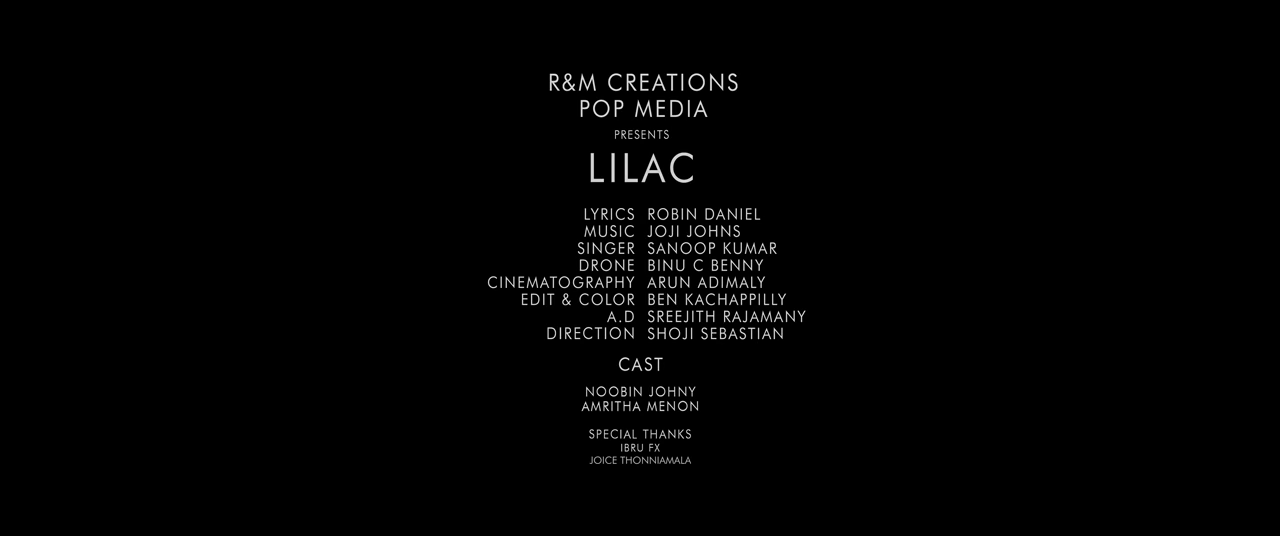 R&M CREATIONS
POP MEDIA
PRESENTS
LILAC
LYRICS ROBIN DANIEL
MUSIC JOJI JOHNS
SINGER SANOOP KUMAR
DRONE BINU C BENNY
CINEMATOGRAPHY ARUN ADIMALY
EDIT & COLOR BEN KACHAPPILLY
A.D SREEJITH RAJAMANY
DIRECTION SHOJI SEBASTIAN
CAST
NOOBIN JOHNY
AMRITHA MENON
SPECIAL THANKS
IBRU FX
JOICE THONNIAMALA